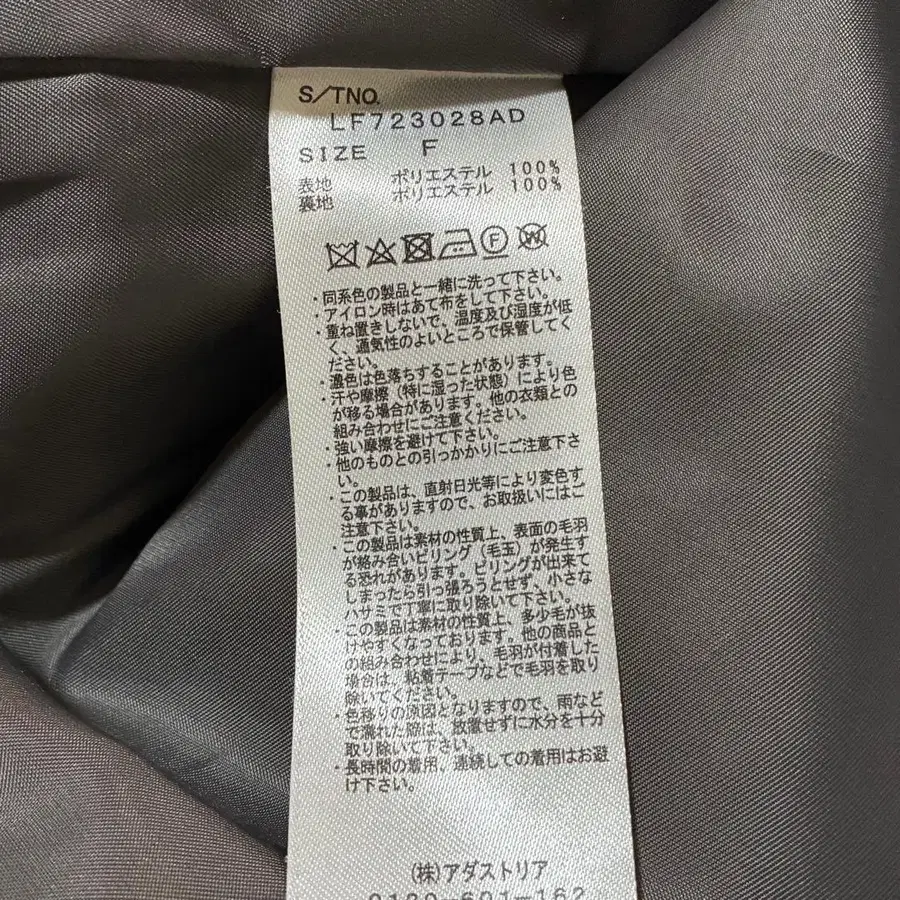 S/TNO.
LF723028AD
SIZE F
表地 ポリエステル 100%
裏地 ポリエステル 100%
F
W
・同系色の製品と一緒に洗って下さい。
・アイロン時はあて布をして下さい。
・重ね置きしないで、温度及び湿度が低
く、通気性のよいところで保管してく
ださい。
・濃色は色落ちすることがあります。
・汗や摩擦（特に湿った状態）により色
が移る場合があります。他の衣類との
組み合わせにご注意ください。
・強い摩擦を避けて下さい。
・他のものとの引っかかりにご注意下さ
い。
・この製品は、直射日光等により変色す
る事がありますので、お取扱いにはご
注意下さい。
・この製品は素材の性質上、表面の毛羽
が絡み合いピリング（毛玉）が発生す
る恐れがあります。ピリングが出来て
しまったら引っ張ろうとせず、小さな
ハサミで丁寧に取り除いて下さい。
・この製品は素材の性質上、多少毛が抜
けやすくなっております。他の商品と
の組み合わせにより、毛羽が付着した
場合は、粘着テープなどで毛羽を取り
除いてください。
・色移りの原因となりますので、雨など
で濡れた際は、放置せずに水分を十分
取り除いて下さい。
・長時間の着用、連続しての着用はお避
け下さい。
(株)アダストリア
0120-601-162